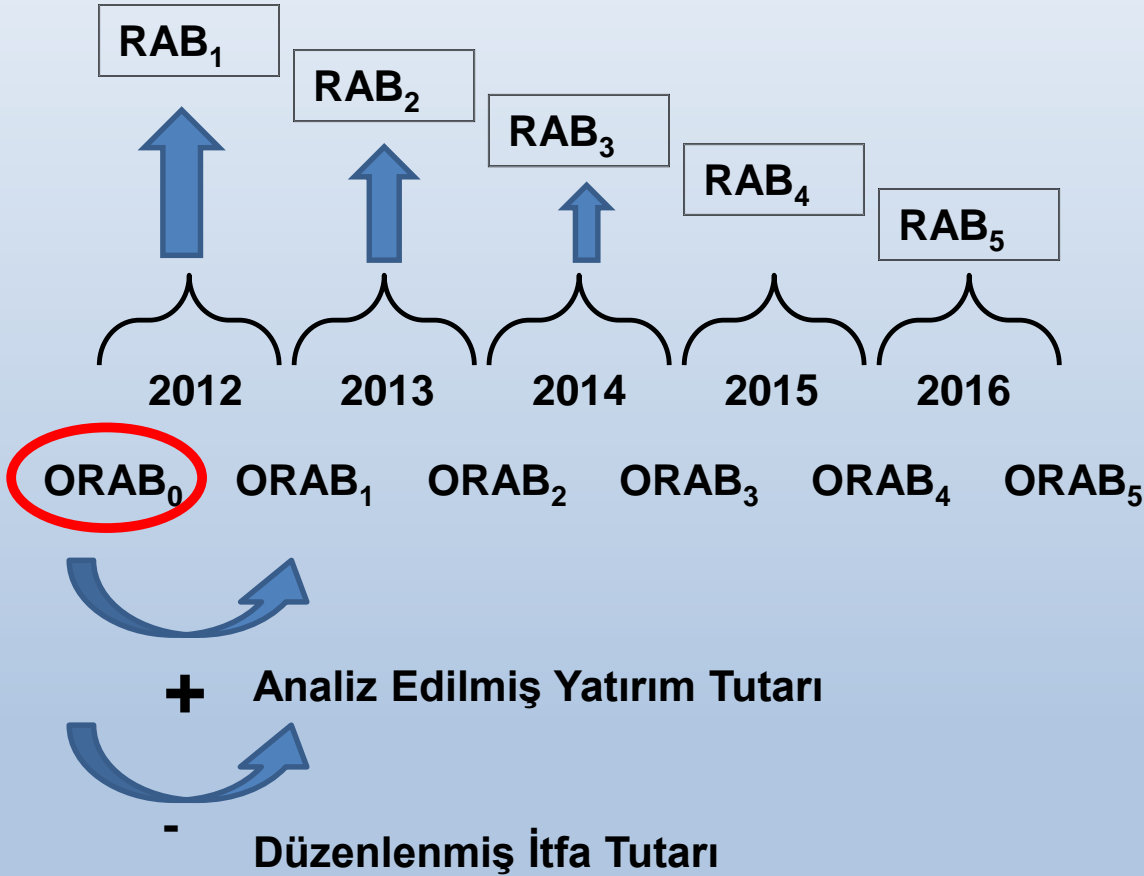 RAB₁
RAB₂
RAB₃
RAB₄
RAB₅
2012 2013 2014 2015 2016
ORAB₀ ORAB₁ ORAB₂ ORAB₃ ORAB₄ ORAB₅
+ Analiz Edilmiş Yatırım Tutarı
-
Düzenlenmiş İtfa Tutarı